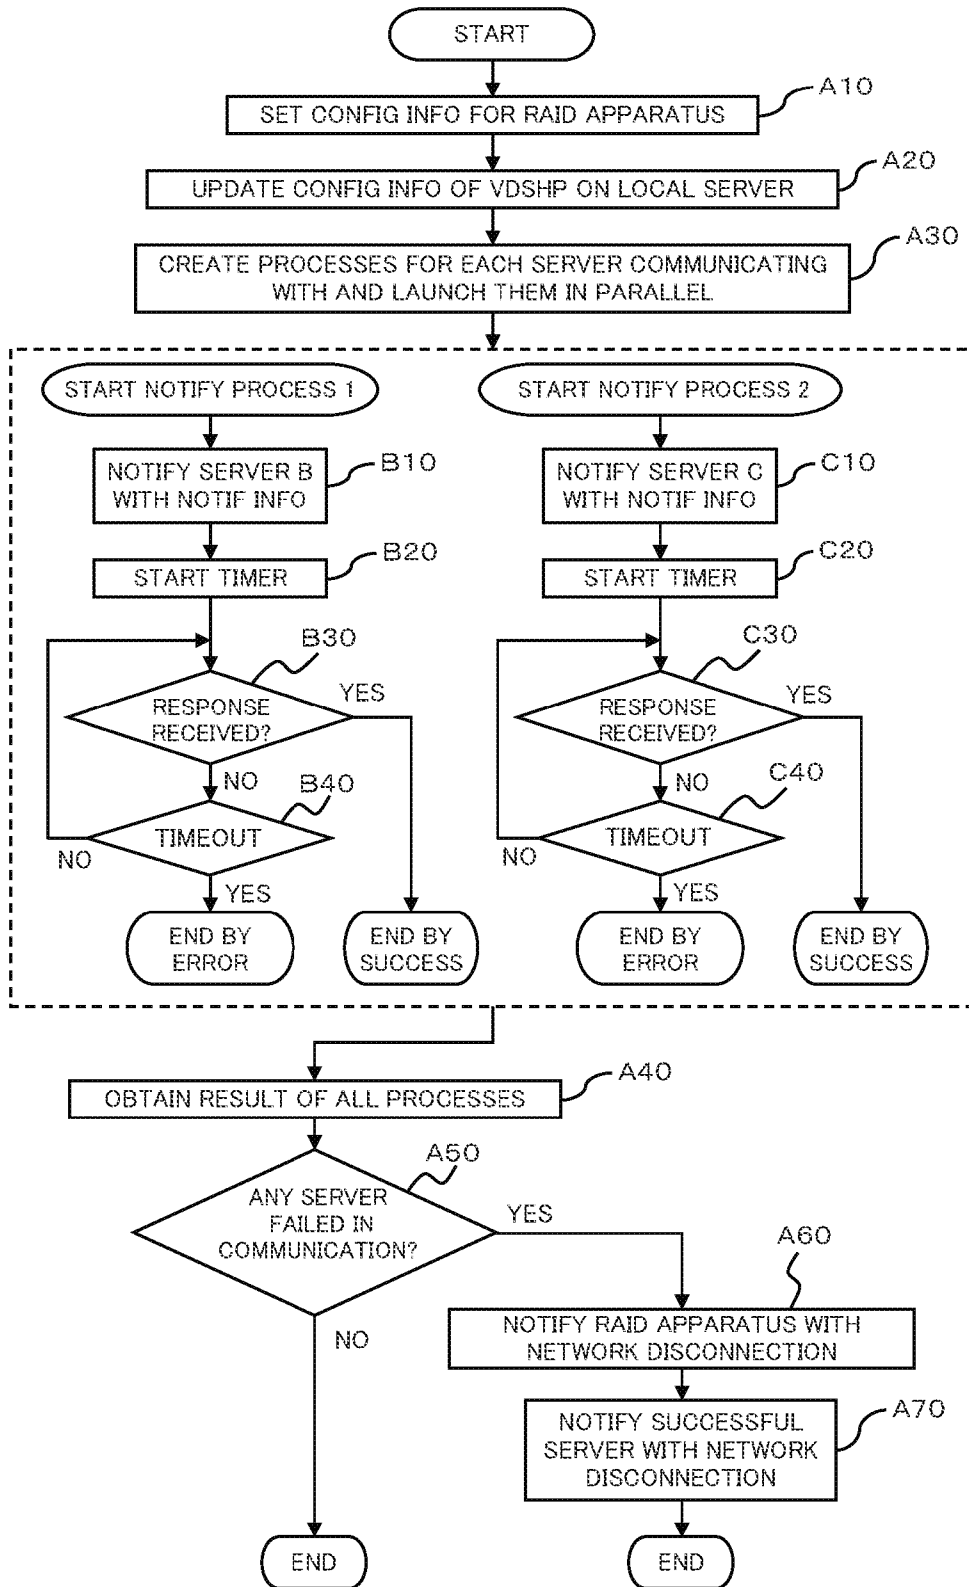 START
SET CONFIG INFO FOR RAID APPARATUS
A10
UPDATE CONFIG INFO OF VDSHP ON LOCAL SERVER
A20
CREATE PROCESSES FOR EACH SERVER COMMUNICATING
WITH AND LAUNCH THEM IN PARALLEL
A30
START NOTIFY PROCESS 1
NOTIFY SERVER B
WITH NOTIF INFO
B10
START TIMER
B20
RESPONSE
RECEIVED?
B30
YES
NO
TIMEOUT
B40
NO
YES
END BY
ERROR
END BY
SUCCESS
START NOTIFY PROCESS 2
NOTIFY SERVER C
WITH NOTIF INFO
C10
START TIMER
C20
RESPONSE
RECEIVED?
C30
YES
NO
TIMEOUT
C40
NO
YES
END BY
ERROR
END BY
SUCCESS
OBTAIN RESULT OF ALL PROCESSES
A40
ANY SERVER
FAILED IN
COMMUNICATION?
A50
YES
NO
NOTIFY RAID APPARATUS WITH
NETWORK DISCONNECTION
A60
NOTIFY SUCCESSFUL
SERVER WITH NETWORK
DISCONNECTION
A70
END
END